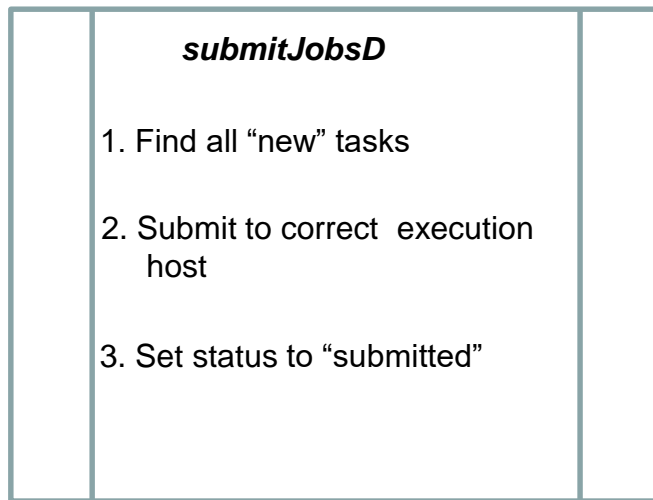 submitJobsD
1. Find all “new” tasks
2. Submit to correct execution
host
3. Set status to “submitted”